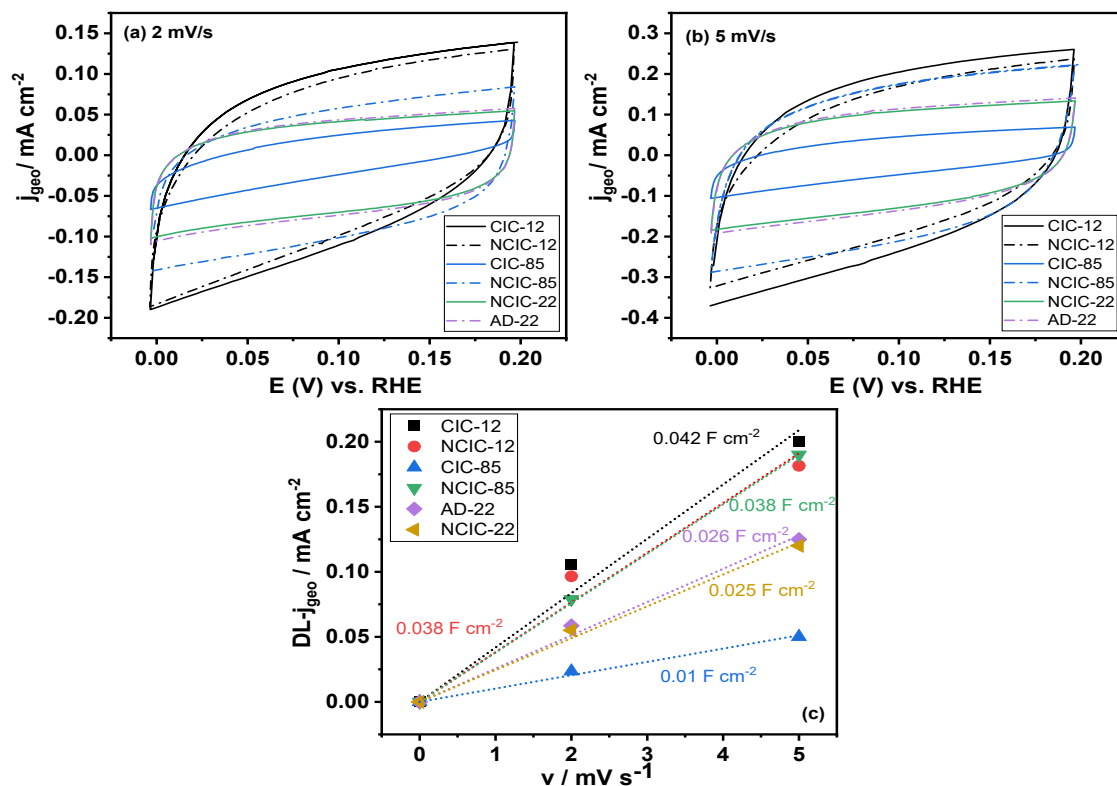 (a) 2 mV/s
j_geo/ mA cm⁻²
0.15
0.10
0.05
0.00
-0.05
-0.10
-0.15
-0.20
CIC-12
NCIC-12
CIC-85
NCIC-85
NCIC-22
AD-22
0.00 0.05 0.10 0.15 0.20
E (V) vs. RHE
(b) 5 mV/s
j_geo/ mA cm⁻²
0.3
0.2
0.1
0.0
-0.1
-0.2
-0.3
-0.4
CIC-12
NCIC-12
CIC-85
NCIC-85
NCIC-22
AD-22
0.00 0.05 0.10 0.15 0.20
E (V) vs. RHE
DL-j_geo / mA cm⁻²
0.20
0.15
0.10
0.05
0.00
CIC-12
NCIC-12
CIC-85
NCIC-85
AD-22
NCIC-22
0.042 F cm⁻²
0.038 F cm⁻²
0.026 F cm⁻²
0.025 F cm⁻²
0.038 F cm⁻²
0.01 F cm⁻²
(c)
0 1 2 3 4 5
v / mV s⁻¹